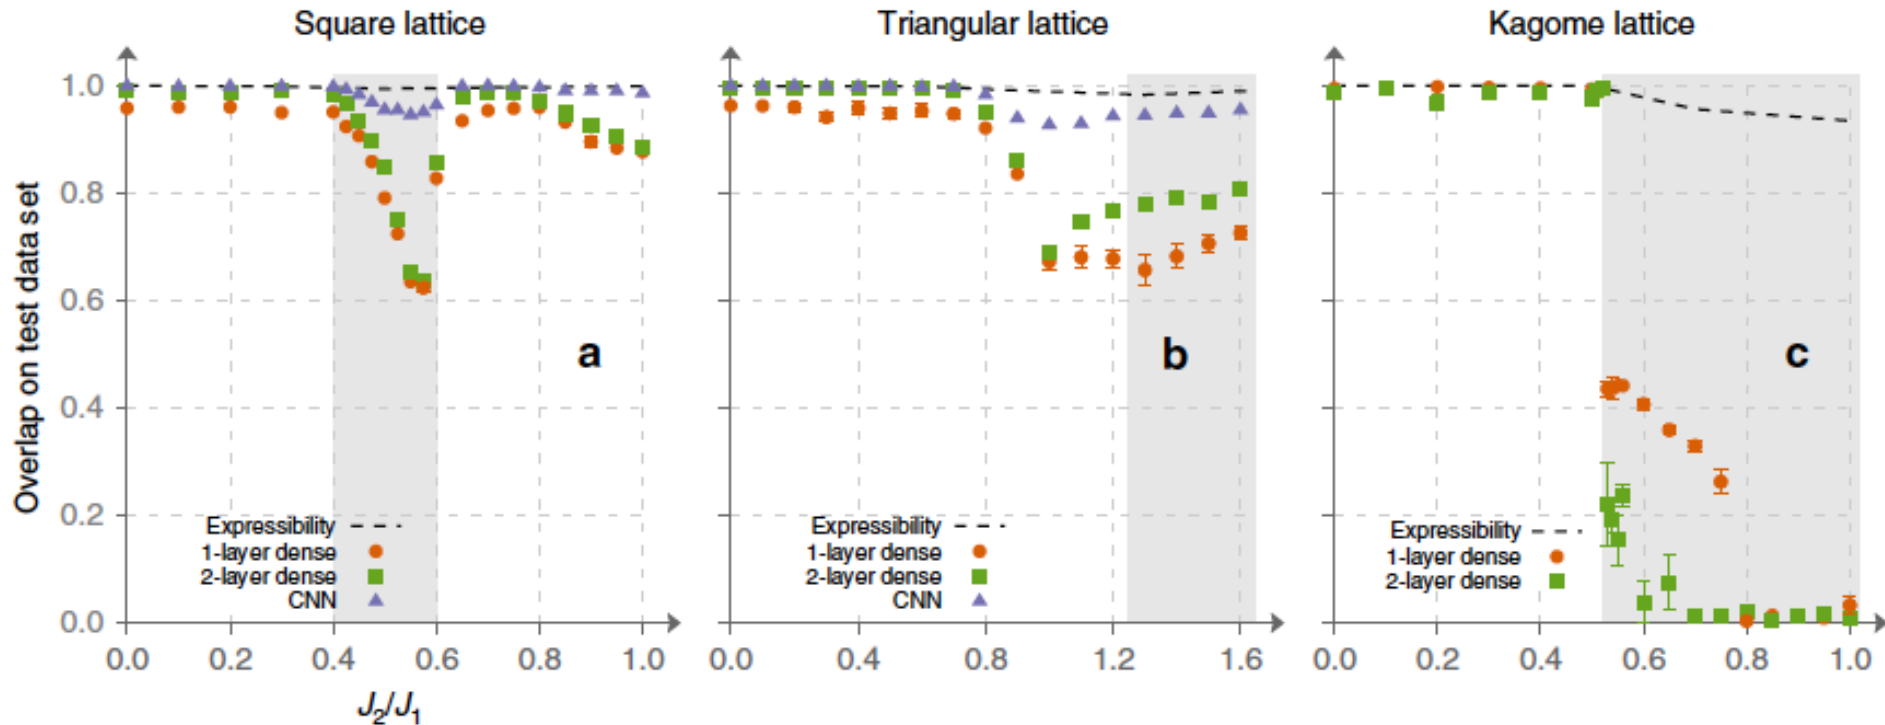 Square lattice
Triangular lattice
Kagome lattice
Overlap on test data set
1.0
0.8
0.6
0.4
0.2
0.0
a
Expressibility
1-layer dense
2-layer dense
CNN
0.0 0.2 0.4 0.6 0.8 1.0
J2/J1
b
Expressibility
1-layer dense
2-layer dense
CNN
0.0 0.4 0.8 1.2 1.6
c
Expressibility
1-layer dense
2-layer dense
0.0 0.2 0.4 0.6 0.8 1.0